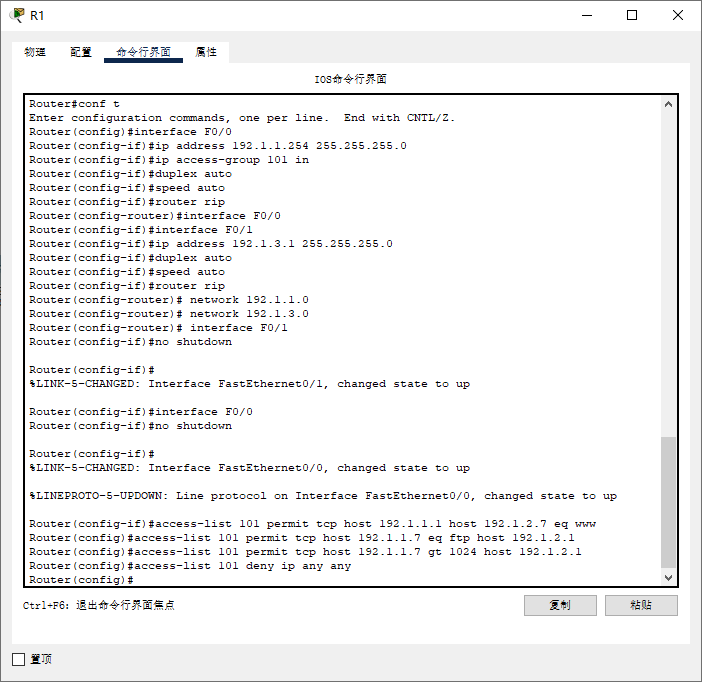 R1
物理 配置 命令行界面 属性
IOS命令行界面
Router#conf t
Enter configuration commands, one per line.  End with CNTL/Z.
Router(config)#interface F0/0
Router(config-if)#ip address 192.1.1.254 255.255.255.0
Router(config-if)#ip access-group 101 in
Router(config-if)#duplex auto
Router(config-if)#speed auto
Router(config-if)#router rip
Router(config-router)#interface F0/0
Router(config-if)#interface F0/1
Router(config-if)#ip address 192.1.3.1 255.255.255.0
Router(config-if)#duplex auto
Router(config-if)#speed auto
Router(config-if)#router rip
Router(config-router)# network 192.1.1.0
Router(config-router)# network 192.1.3.0
Router(config-router)# interface F0/1
Router(config-if)#no shutdown
Router(config-if)#
%LINK-5-CHANGED: Interface FastEthernet0/1, changed state to up
Router(config-if)#interface F0/0
Router(config-if)#no shutdown
Router(config-if)#
%LINK-5-CHANGED: Interface FastEthernet0/0, changed state to up
%LINEPROTO-5-UPDOWN: Line protocol on Interface FastEthernet0/0, changed state to up
Router(config-if)#access-list 101 permit tcp host 192.1.1.1 host 192.1.2.7 eq www
Router(config)#access-list 101 permit tcp host 192.1.1.7 eq ftp host 192.1.2.1
Router(config)#access-list 101 permit tcp host 192.1.1.7 gt 1024 host 192.1.2.1
Router(config)#access-list 101 deny ip any any
Router(config)#
Ctrl+F6: 退出命令行界面焦点 复制 粘贴
置顶